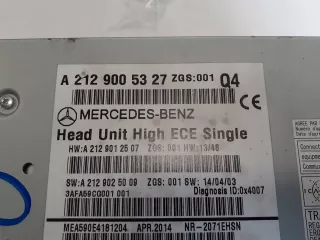 A 212 900 53 27 ZGS:001 Q4
MERCEDES-BENZ
Head Unit High ECE Single
HW:A 212 901 25 07 ZGS: 001 HW:13/48
SW:A 212 902 50 09 ZGS: 001 SW: 14/04/03
3AFA59CG001 001 Diagnosis ID:0x4007
MEA590E4181204 APR.2014 NR-2071EHSN